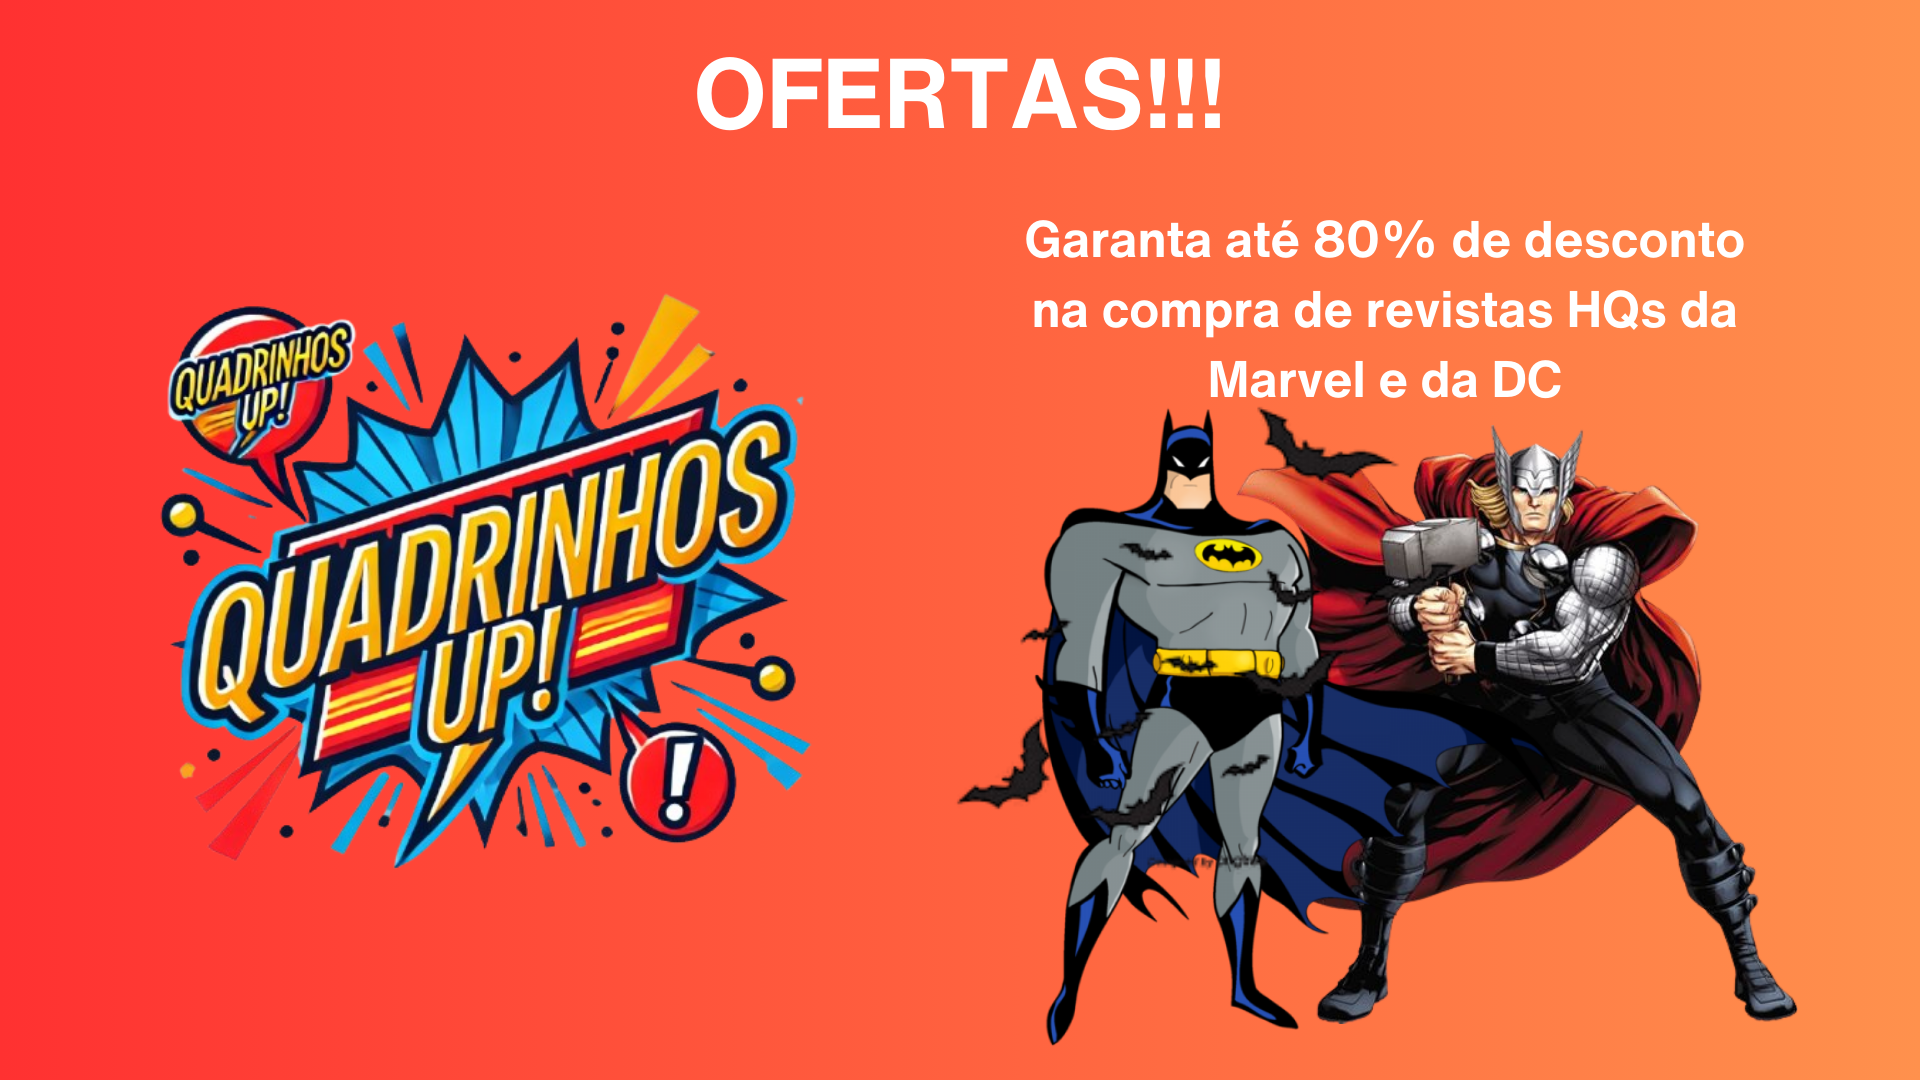 OFERTAS!!!
Garanta até 80% de desconto
na compra de revistas HQs da
Marvel e da DC
QUADRINHOS
UP!
QUADRINHOS
UP!
!